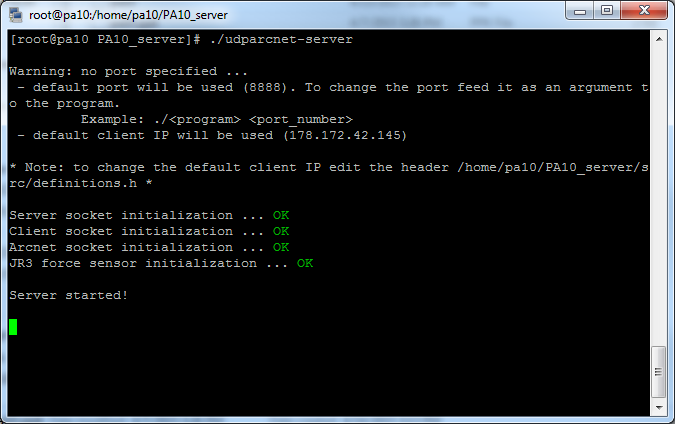 root@pa10:/home/pa10/PA10_server
[root@pa10 PA10_server]# ./udparcnet-server
Warning: no port specified ...
- default port will be used (8888). To change the port feed it as an argument t
o the program.
Example: ./<program> <port_number>
- default client IP will be used (178.172.42.145)
* Note: to change the default client IP edit the header /home/pa10/PA10_server/s
rc/definitions.h *
Server socket initialization ... OK
Client socket initialization ... OK
Arcnet socket initialization ... OK
JR3 force sensor initialization ... OK
Server started!